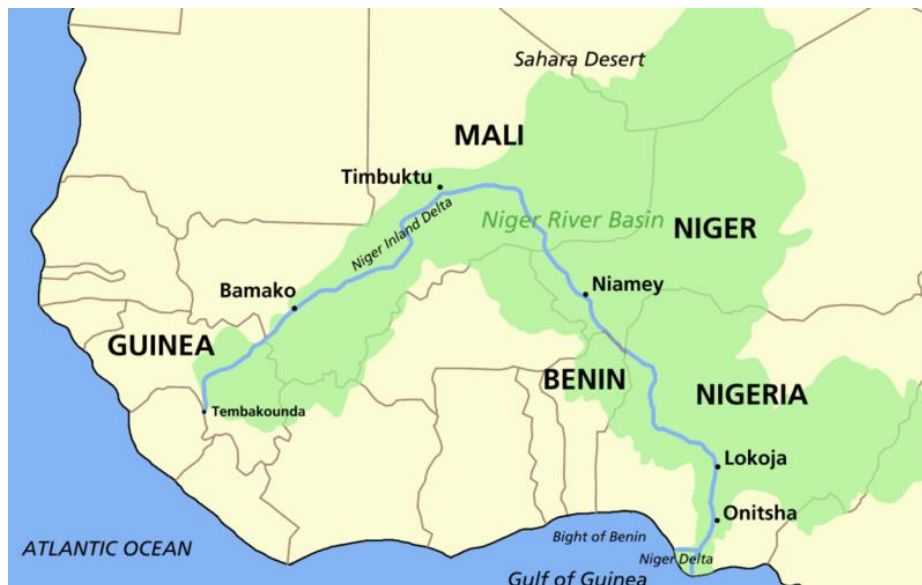 Sahara Desert
MALI
Timbuktu
Niger Inland Delta
Niger River Basin
NIGER
Bamako
Niamey
GUINEA
BENIN
NIGERIA
Tembakounda
Lokoja
Onitsha
ATLANTIC OCEAN
Bight of Benin
Niger Delta
Gulf of Guinea